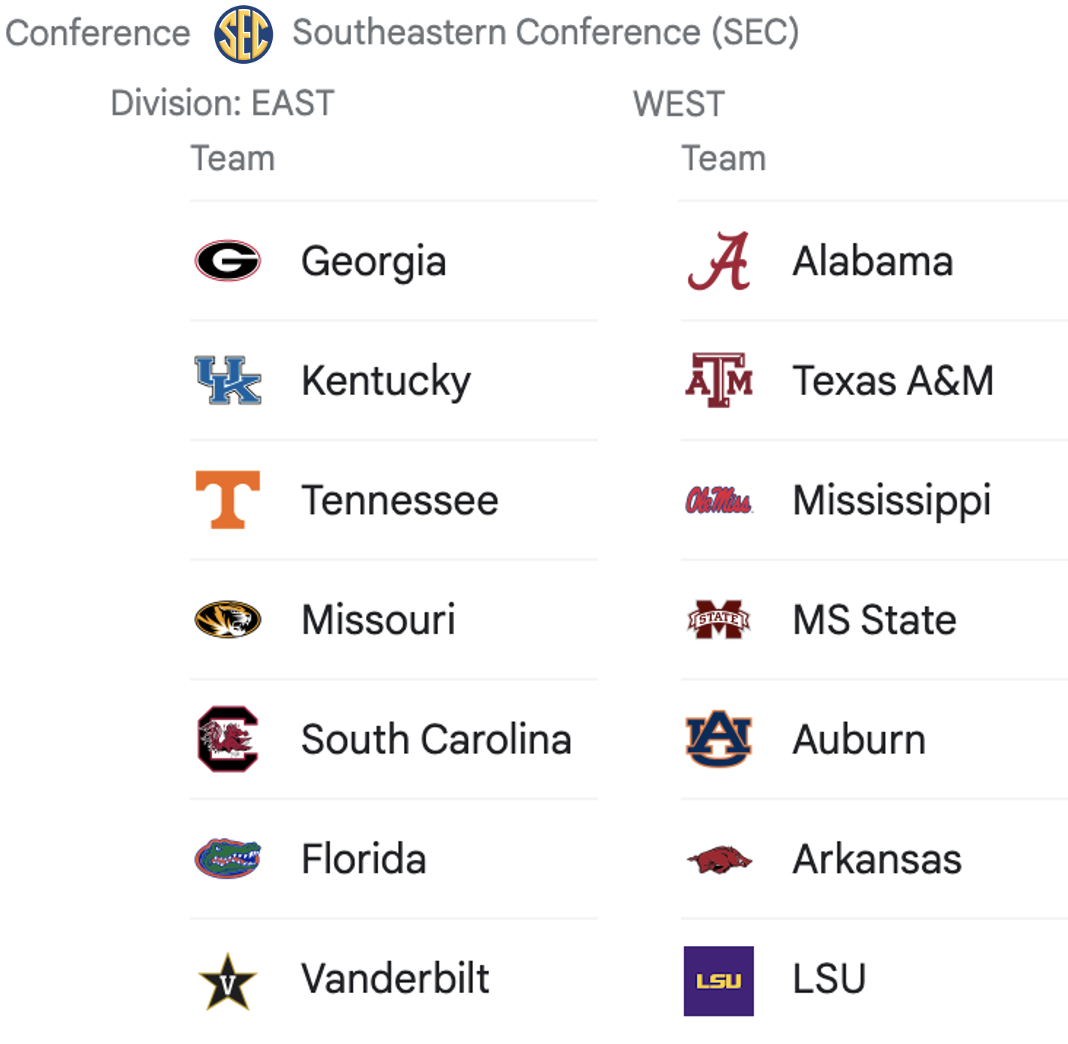 Conference SEC Southeastern Conference (SEC)
Division: EAST WEST
Team Team
G Georgia A Alabama
UK Kentucky ATM Texas A&M
T Tennessee Ole Miss Mississippi
Missouri M STATE MS State
C South Carolina AU Auburn
Florida Arkansas
V Vanderbilt LSU LSU